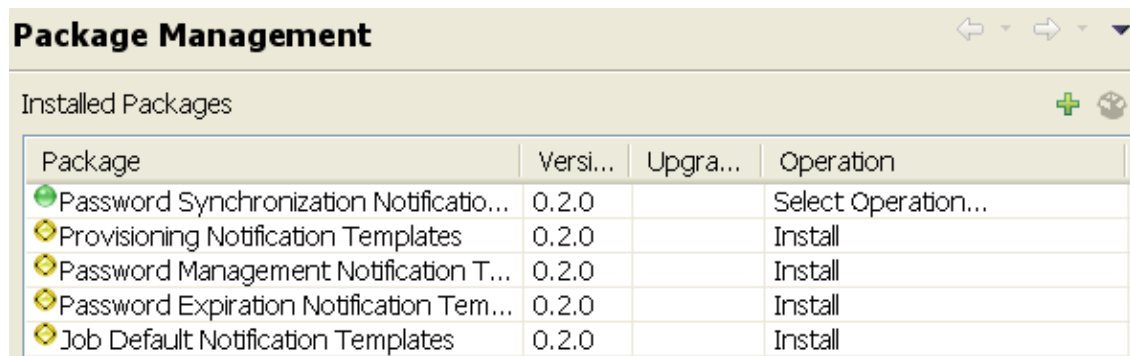 Package Management
Installed Packages
Package Versi... Upgra... Operation
Password Synchronization Notificatio... 0.2.0 Select Operation...
Provisioning Notification Templates 0.2.0 Install
Password Management Notification T... 0.2.0 Install
Password Expiration Notification Tem... 0.2.0 Install
Job Default Notification Templates 0.2.0 Install